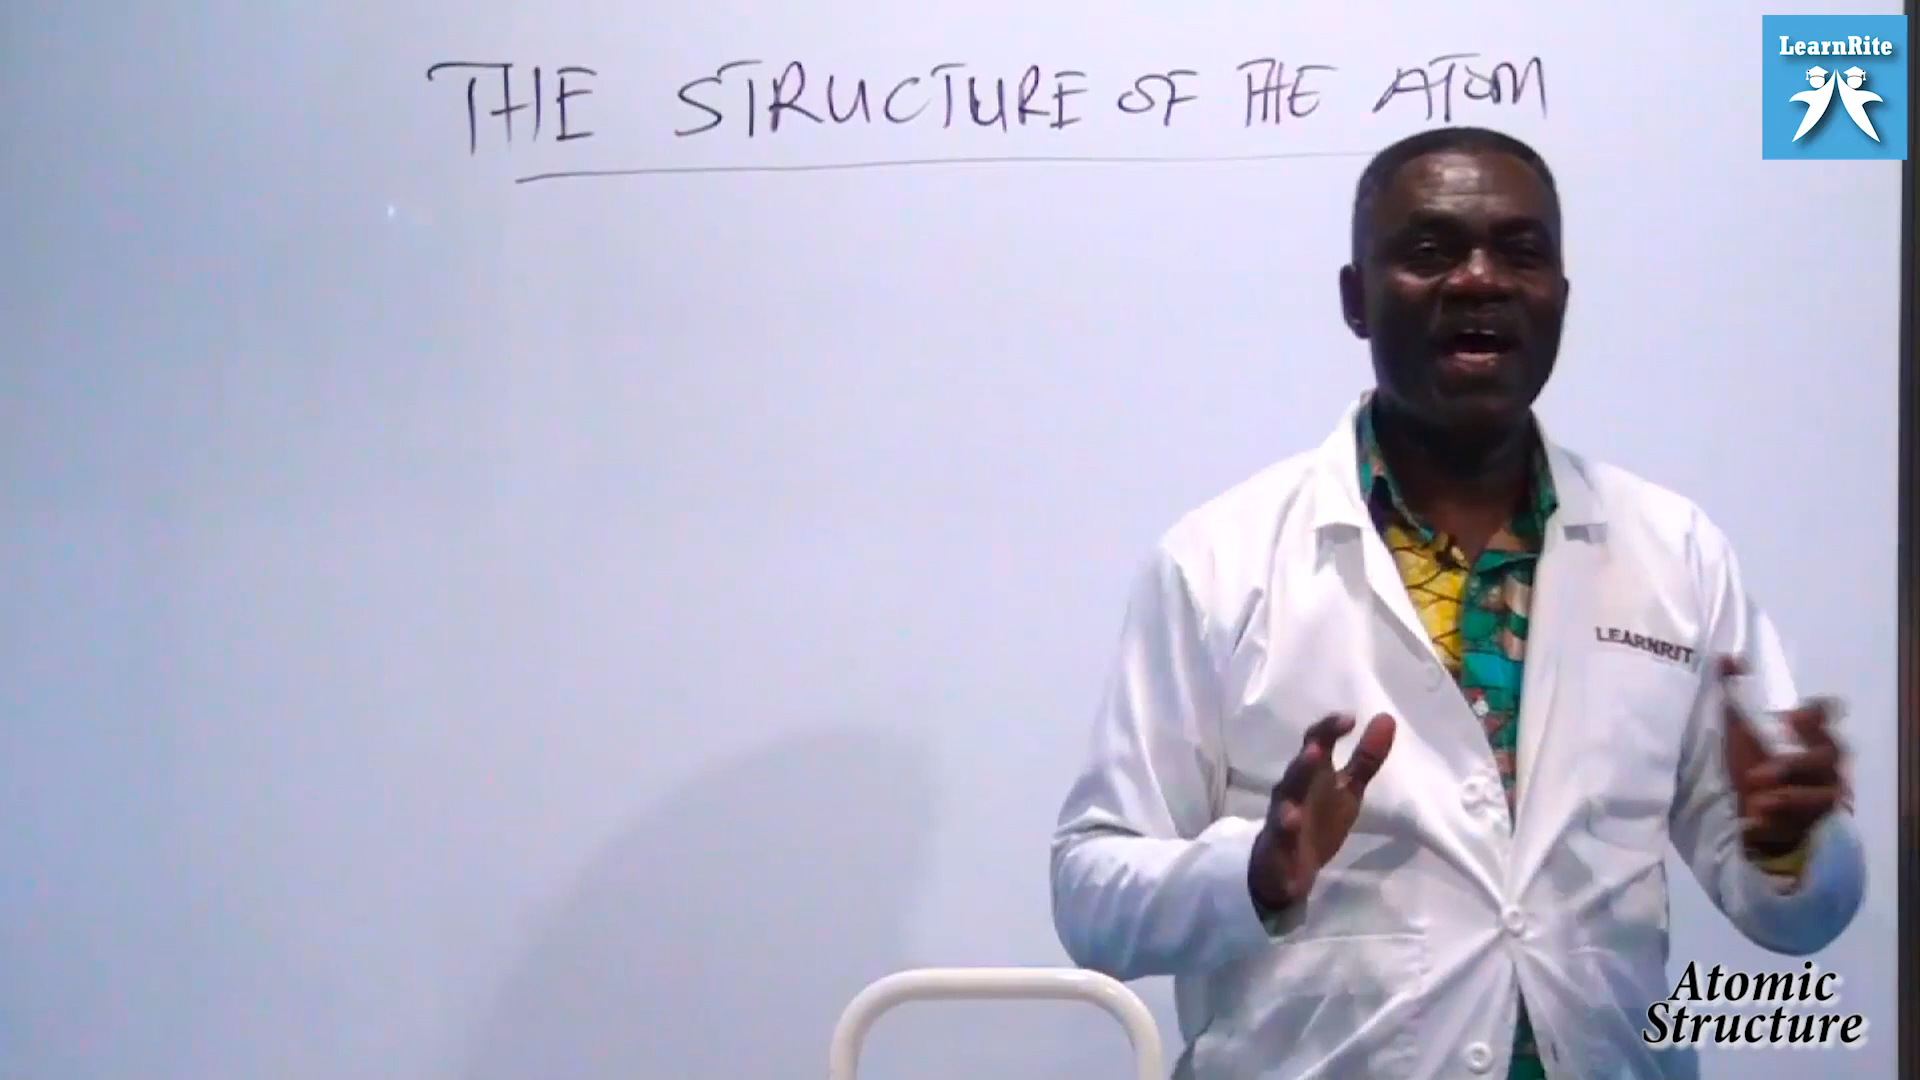 THE STRUCTURE OF THE ATOM
LearnRite
LEARNRIT
Atomic
Structure